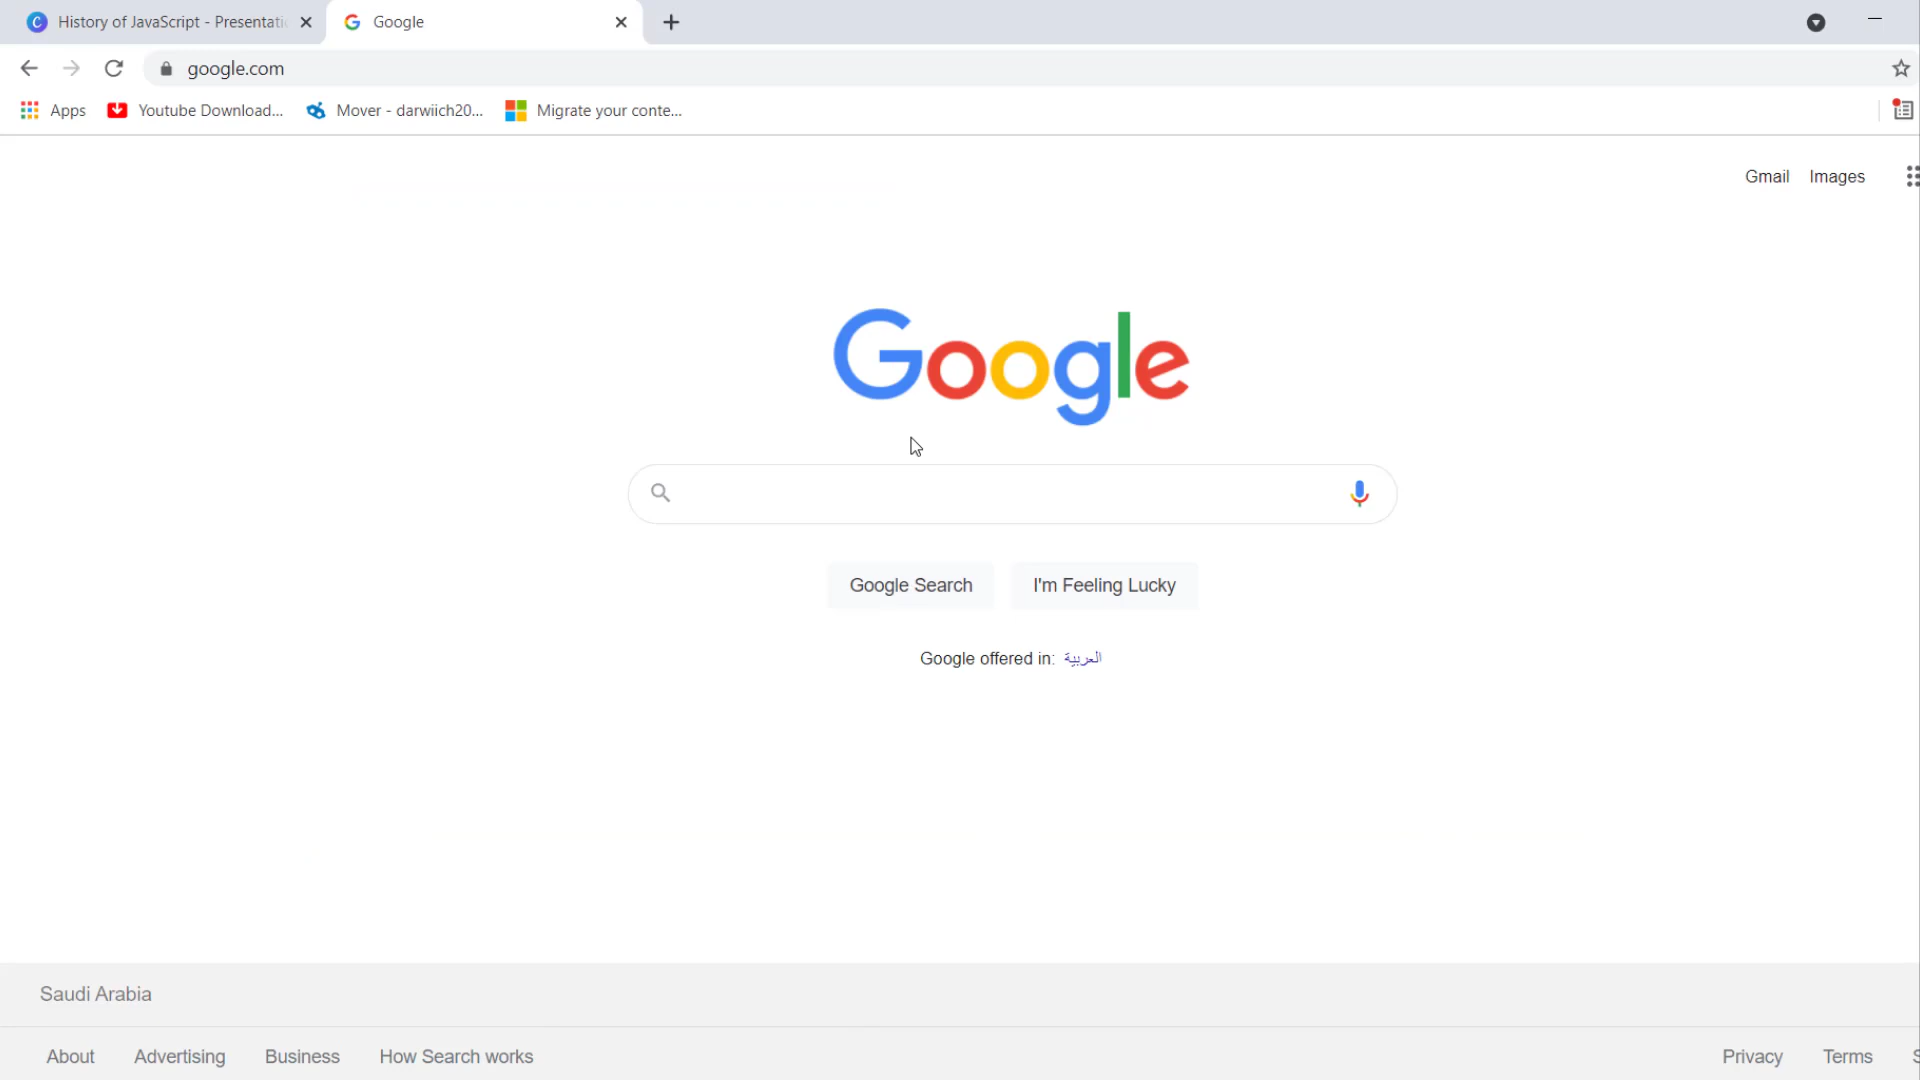 History of JavaScript - Presentati
Google
google.com
Apps
Youtube Download...
Mover - darwiich20...
Migrate your conte...
Gmail
Images
Google
Google Search
I'm Feeling Lucky
Google offered in: العربية
Saudi Arabia
About
Advertising
Business
How Search works
Privacy
Terms